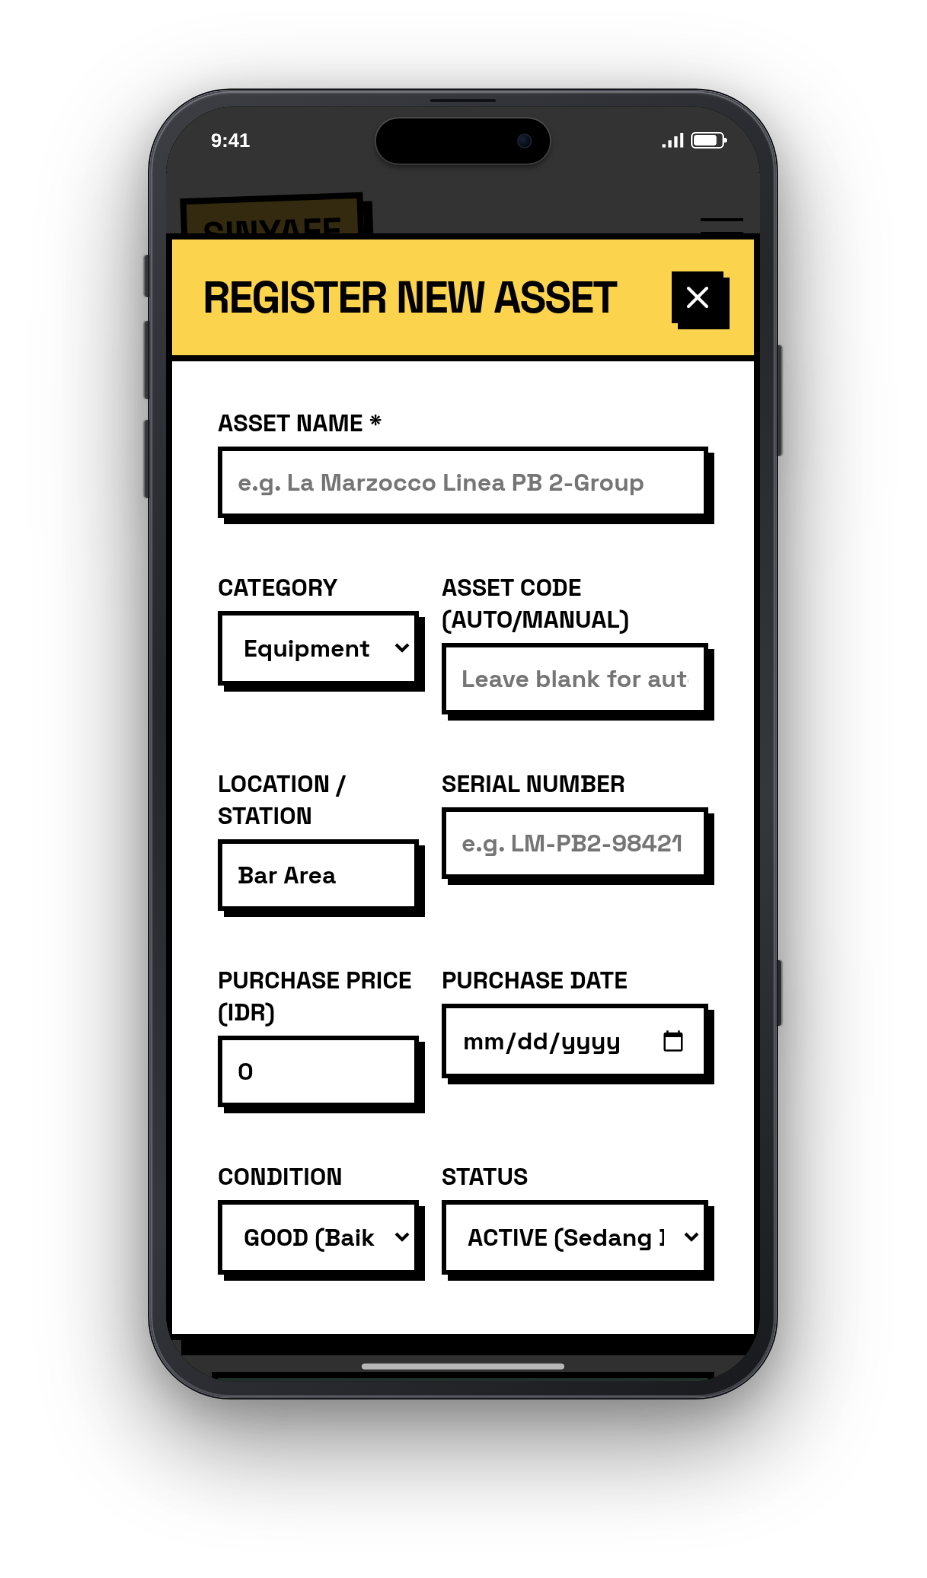 9:41
SINYAFE
REGISTER NEW ASSET
ASSET NAME *
e.g. La Marzocco Linea PB 2-Group
CATEGORY
Equipment
ASSET CODE
(AUTO/MANUAL)
Leave blank for aut
LOCATION /
STATION
Bar Area
SERIAL NUMBER
e.g. LM-PB2-98421
PURCHASE PRICE
(IDR)
0
PURCHASE DATE
mm/dd/yyyy
CONDITION
GOOD (Baik
STATUS
ACTIVE (Sedang